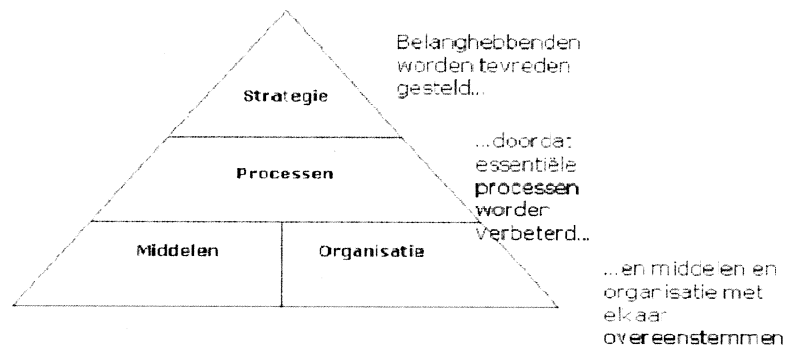 Strategie
Belanghebbenden
worden tevreden
gesteld...
Processen
...doordat
essentiële
processen
worden
verbeterd...
Middelen
Organisatie
...en middelen en
organisatie met
elkaar
overeenstemmen